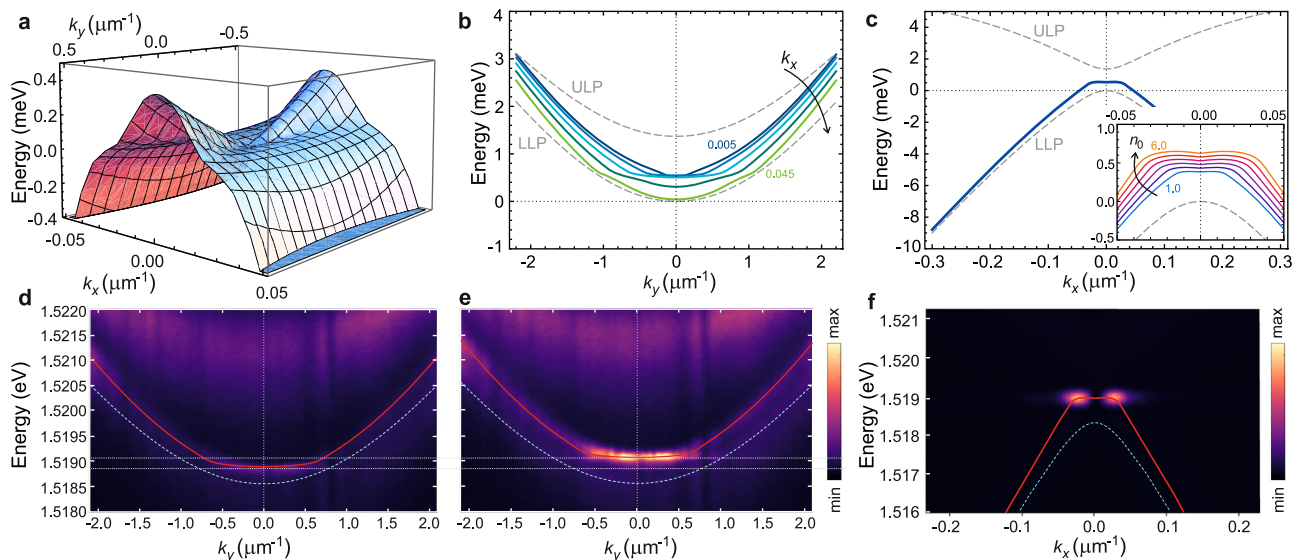 a
k_y (μm⁻¹)
0.5 0.0 -0.5
Energy (meV)
0.4
0.2
0.0
-0.2
-0.4
-0.05 0.00 0.05
k_x (μm⁻¹)
b
Energy (meV)
4
3
2
1
0
-1
ULP
LLP
k_x
0.005
0.045
-2 -1 0 1 2
k_y (μm⁻¹)
c
Energy (meV)
4
2
0
-2
-4
-6
-8
-10
ULP
LLP
-0.05 0.00 0.05
1.0
0.5
0.0
-0.5
n_0
6.0
1.0
-0.3 -0.2 -0.1 0.0 0.1 0.2 0.3
k_x (μm⁻¹)
d
Energy (eV)
1.5220
1.5215
1.5210
1.5205
1.5200
1.5195
1.5190
1.5185
1.5180
-2.0 -1.5 -1.0 -0.5 0.0 0.5 1.0 1.5 2.0
k_y (μm⁻¹)
e
-2.0 -1.5 -1.0 -0.5 0.0 0.5 1.0 1.5 2.0
k_y (μm⁻¹)
max
min
f
Energy (eV)
1.521
1.520
1.519
1.518
1.517
1.516
-0.2 -0.1 0.0 0.1 0.2
k_x (μm⁻¹)
max
min